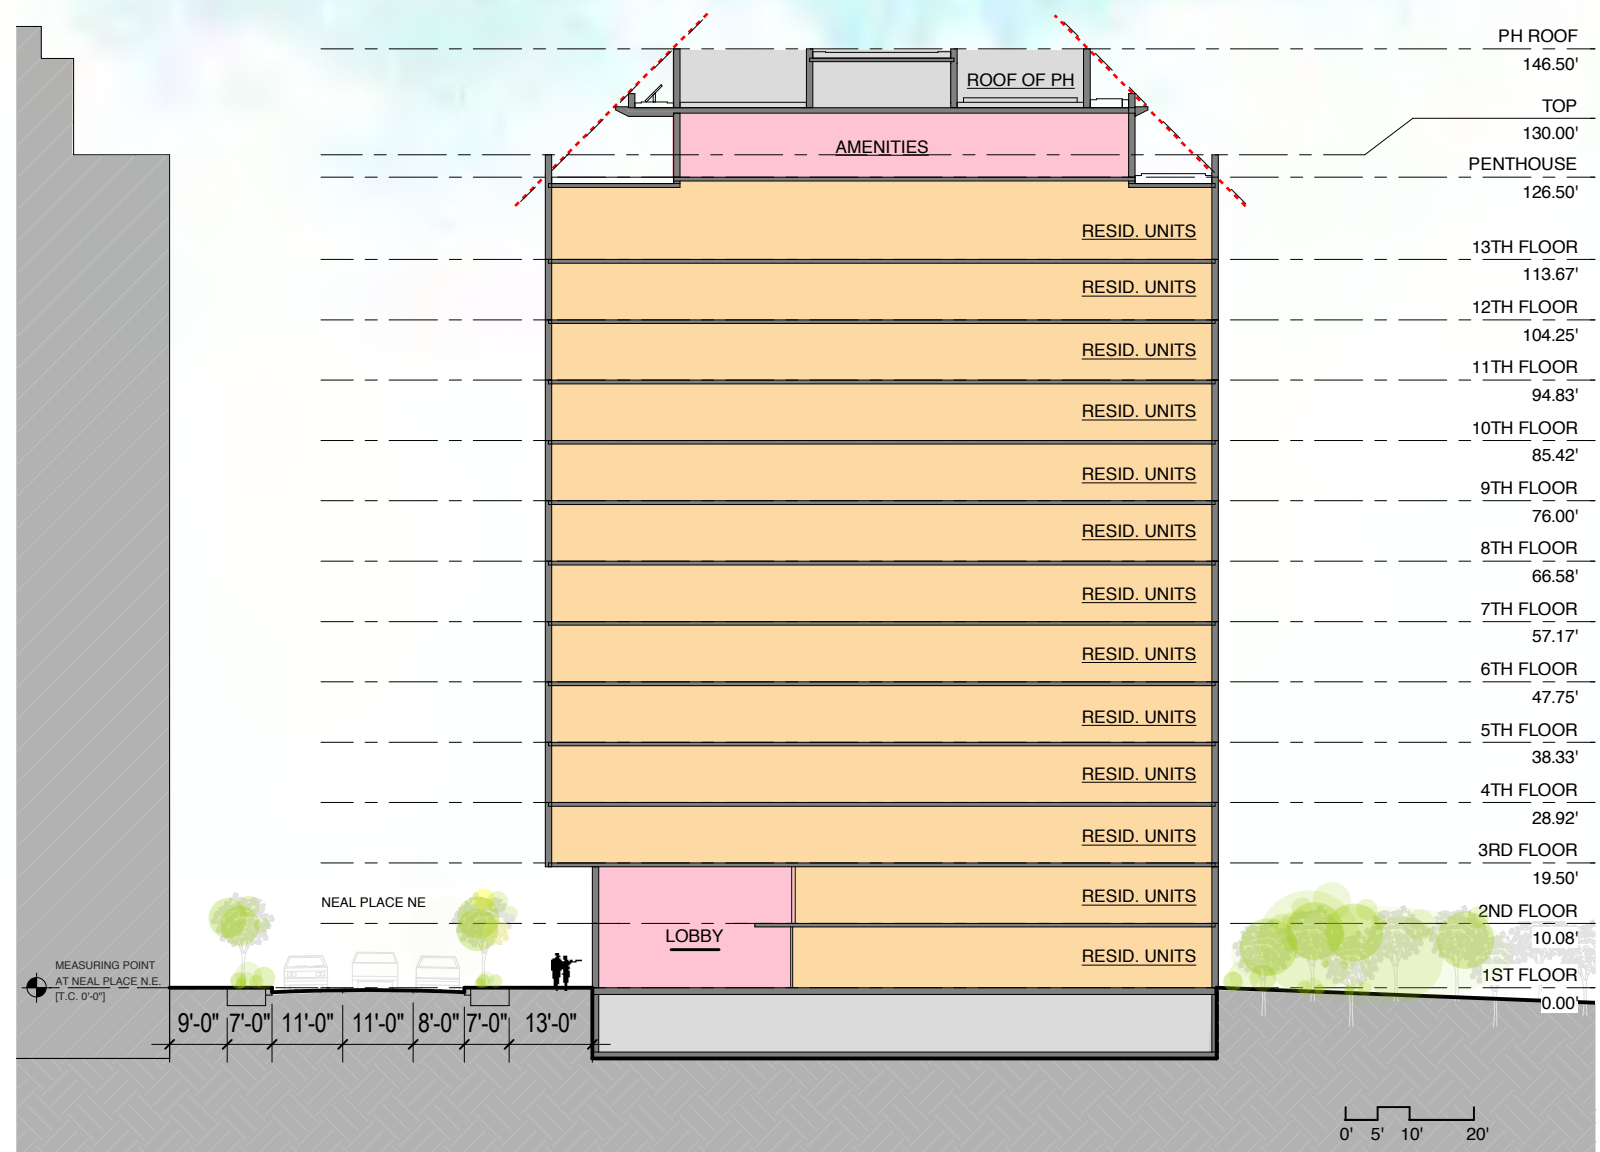 PH ROOF
146.50'
ROOF OF PH
TOP
130.00'
AMENITIES
PENTHOUSE
126.50'
RESID. UNITS
13TH FLOOR
113.67'
RESID. UNITS
12TH FLOOR
104.25'
RESID. UNITS
11TH FLOOR
94.83'
RESID. UNITS
10TH FLOOR
85.42'
RESID. UNITS
9TH FLOOR
76.00'
RESID. UNITS
8TH FLOOR
66.58'
RESID. UNITS
7TH FLOOR
57.17'
RESID. UNITS
6TH FLOOR
47.75'
RESID. UNITS
5TH FLOOR
38.33'
RESID. UNITS
4TH FLOOR
28.92'
RESID. UNITS
3RD FLOOR
19.50'
RESID. UNITS
NEAL PLACE NE
2ND FLOOR
10.08'
LOBBY
RESID. UNITS
1ST FLOOR
0.00'
MEASURING POINT
AT NEAL PLACE N.E.
[T.C. 0'-0"]
9'-0" 7'-0" 11'-0" 11'-0" 8'-0" 7'-0" 13'-0"
0' 5' 10' 20'